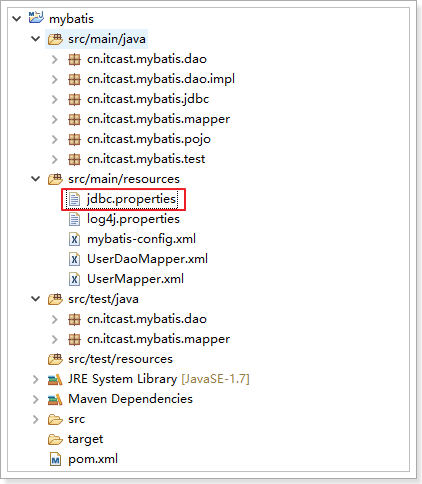 mybatis
src/main/java
cn.itcast.mybatis.dao
cn.itcast.mybatis.dao.impl
cn.itcast.mybatis.jdbc
cn.itcast.mybatis.mapper
cn.itcast.mybatis.pojo
cn.itcast.mybatis.test
src/main/resources
jdbc.properties
log4j.properties
mybatis-config.xml
UserDaoMapper.xml
UserMapper.xml
src/test/java
cn.itcast.mybatis.dao
cn.itcast.mybatis.mapper
src/test/resources
JRE System Library [JavaSE-1.7]
Maven Dependencies
src
target
pom.xml